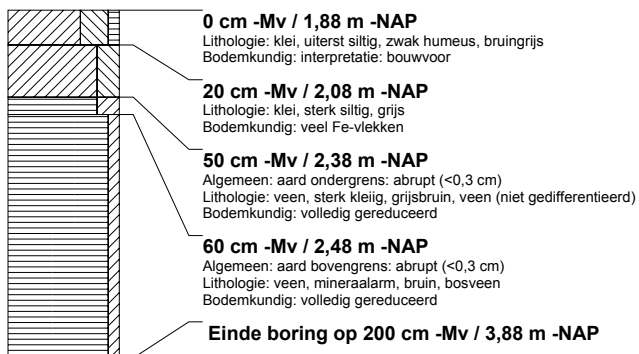 0 cm -Mv / 1,88 m -NAP
Lithologie: klei, uiterst siltig, zwak humeus, bruingrijs
Bodemkundig: interpretatie: bouwvoor
20 cm -Mv / 2,08 m -NAP
Lithologie: klei, sterk siltig, grijs
Bodemkundig: veel Fe-vlekken
50 cm -Mv / 2,38 m -NAP
Algemeen: aard ondergrens: abrupt (<0,3 cm)
Lithologie: veen, sterk kleiig, grijsbruin, veen (niet gedifferentieerd)
Bodemkundig: volledig gereduceerd
60 cm -Mv / 2,48 m -NAP
Algemeen: aard bovengrens: abrupt (<0,3 cm)
Lithologie: veen, mineraalarm, bruin, bosveen
Bodemkundig: volledig gereduceerd
Einde boring op 200 cm -Mv / 3,88 m -NAP